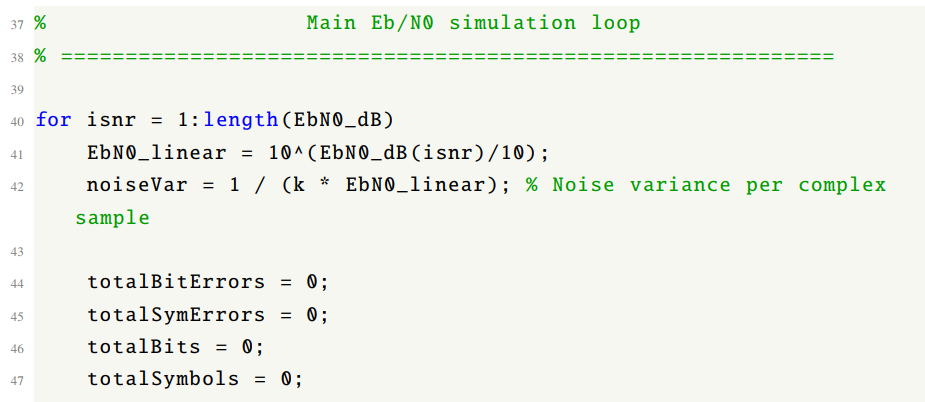 37 % Main Eb/N0 simulation loop
38 % ============================================================
39
40 for isnr = 1:length(EbN0_dB)
41 EbN0_linear = 10^(EbN0_dB(isnr)/10);
42 noiseVar = 1 / (k * EbN0_linear); % Noise variance per complex
sample
43
44 totalBitErrors = 0;
45 totalSymErrors = 0;
46 totalBits = 0;
47 totalSymbols = 0;